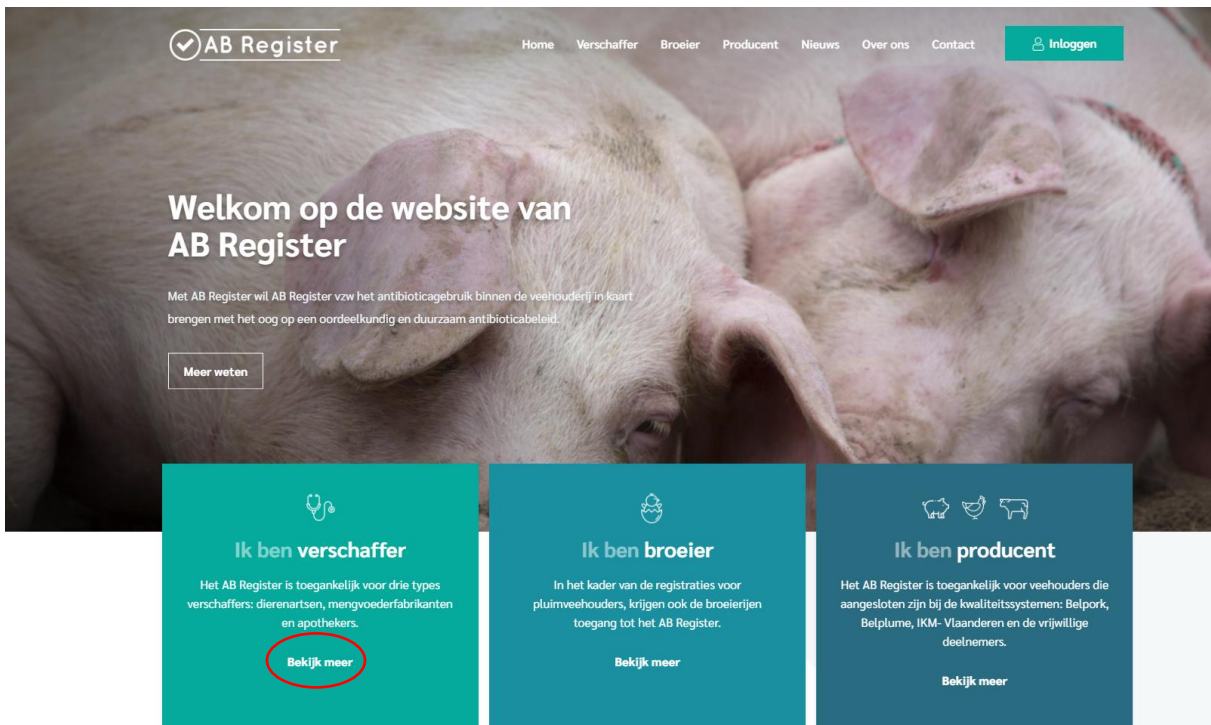 AB Register
Home Verschaffer Broeier Producent Nieuws Over ons Contact Inloggen
Welkom op de website van
AB Register
Met AB Register wil AB Register vzw het antibioticagebruik binnen de veehouderij in kaart
brengen met het oog op een oordeelkundig en duurzaam antibioticabeleid.
Meer weten
Ik ben verschaffer
Het AB Register is toegankelijk voor drie types
verschaffers: dierenartsen, mengvoederfabrikanten
en apothekers.
Bekijk meer
Ik ben broeier
In het kader van de registraties voor
pluimveehouders, krijgen ook de broeierijen
toegang tot het AB Register.
Bekijk meer
Ik ben producent
Het AB Register is toegankelijk voor veehouders die
aangesloten zijn bij de kwaliteitssystemen: Belpork,
Belplume, IKM- Vlaanderen en de vrijwillige
deelnemers.
Bekijk meer